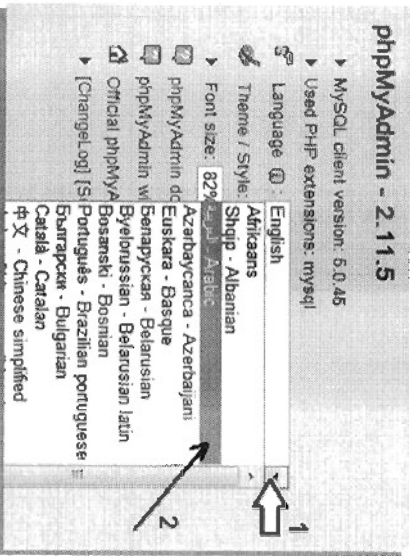 phpMyAdmin - 2.11.5
MySQL client version: 5.0.45
Used PHP extensions: mysql
Language : English
Theme / Style: Afrikaans
Shqip - Albanian
Font size: 82% العربية - Arabic
Azərbaycanca - Azerbaijani
phpMyAdmin do Euskara - Basque
phpMyAdmin wi Беларуская - Belarusian
Byelorussian - Belarusian latin
Official phpMyA Bosanski - Bosnian
[ChangeLog] [S Português - Brazilian portuguese
Български - Bulgarian
Català - Catalan
中文 - Chinese simplified
1
2